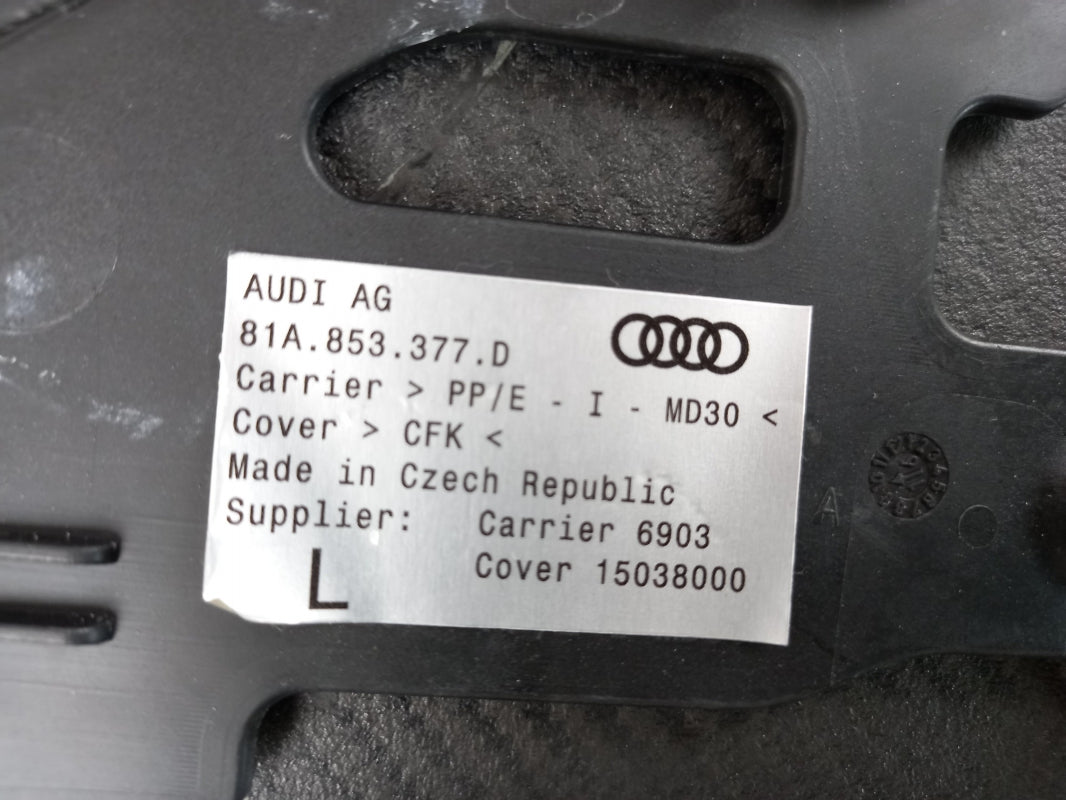 AUDI AG
81A.853.377.D
Carrier > PP/E - I - MD30 <
Cover > CFK <
Made in Czech Republic
Supplier: Carrier 6903
Cover 15038000
L
A